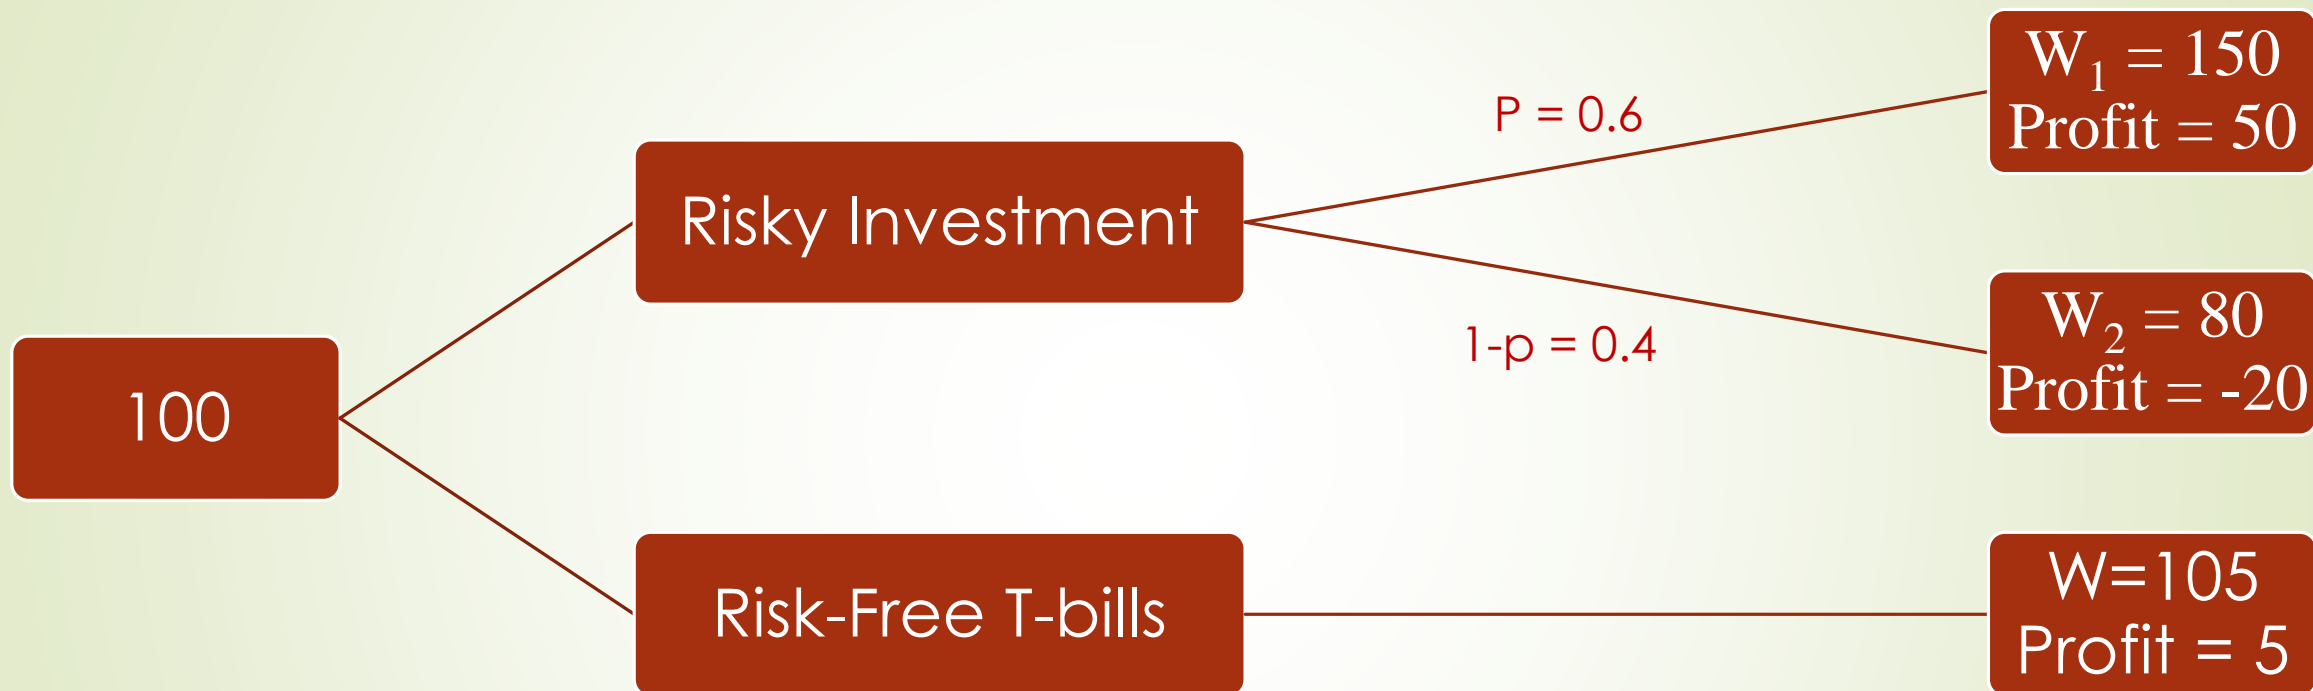 W₁ = 150
Profit = 50
P = 0.6
Risky Investment
W₂ = 80
Profit = -20
1-p = 0.4
100
W=105
Profit = 5
Risk-Free T-bills